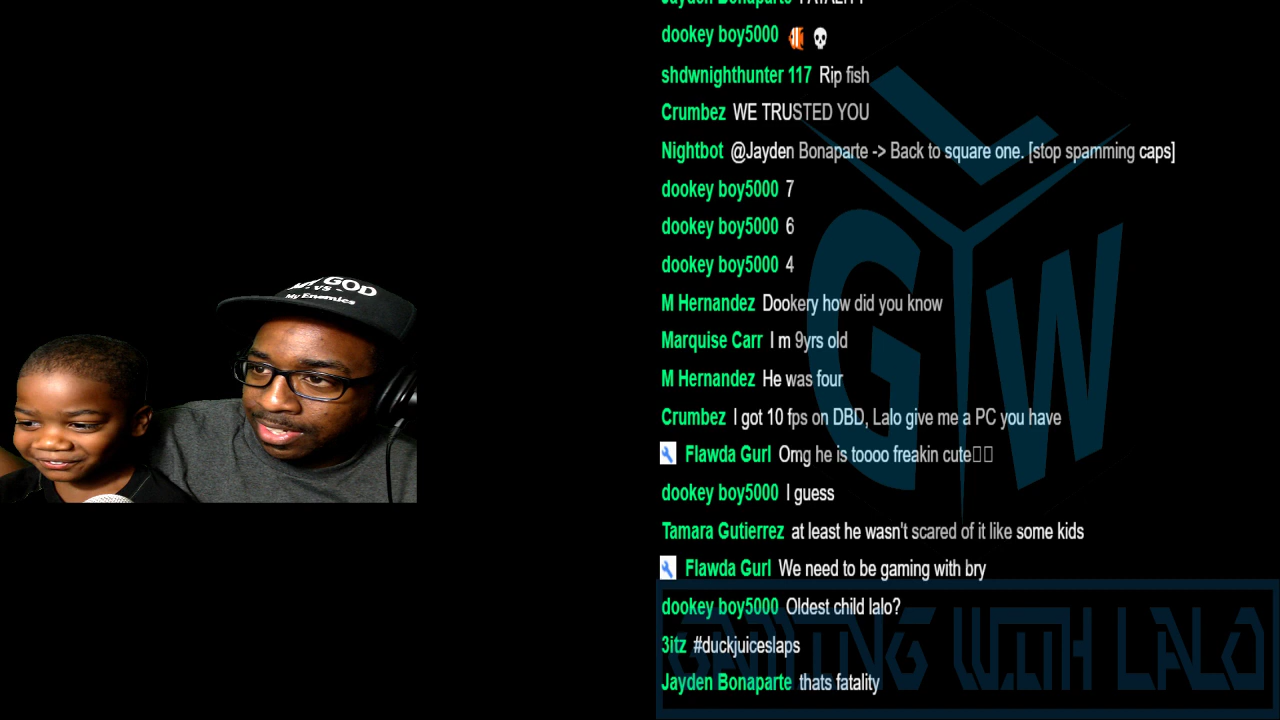 Jayden Bonaparte FATALITY
dookey boy5000
shdwnighthunter 117 Rip fish
Crumbez WE TRUSTED YOU
Nightbot @Jayden Bonaparte -> Back to square one. [stop spamming caps]
dookey boy5000 7
dookey boy5000 6
dookey boy5000 4
M Hernandez Dookery how did you know
Marquise Carr I m 9yrs old
M Hernandez He was four
Crumbez I got 10 fps on DBD, Lalo give me a PC you have
Flawda Gurl Omg he is toooo freakin cute
dookey boy5000 I guess
Tamara Gutierrez at least he wasn't scared of it like some kids
Flawda Gurl We need to be gaming with bry
dookey boy5000 Oldest child lalo?
3itz #duckjuiceslaps
Jayden Bonaparte thats fatality
GOD
- VS -
My Enemies
L
G W
GAMING WITH LALO